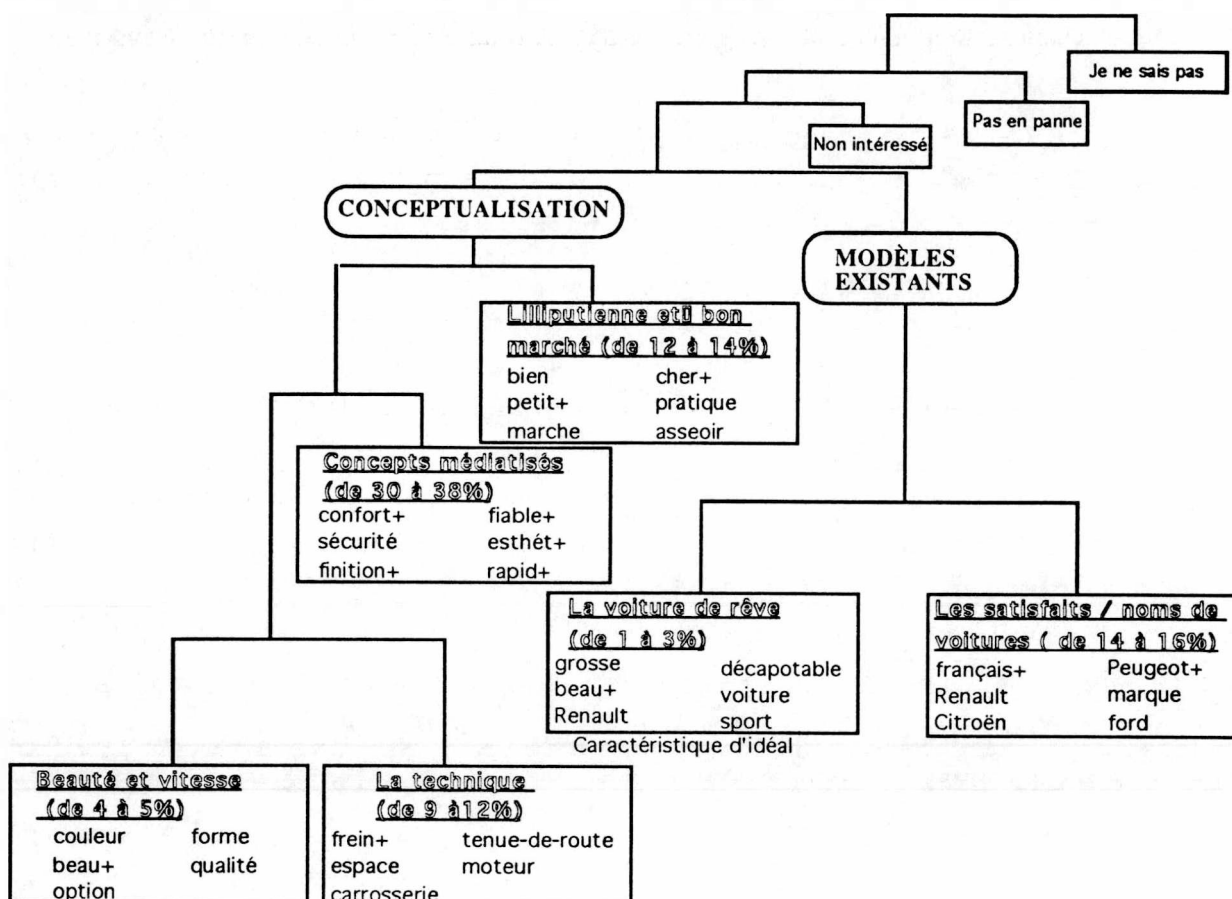 Je ne sais pas
Pas en panne
Non intéressé
CONCEPTUALISATION
MODÈLES
EXISTANTS
Lilliputienne et▯ bon
marché (de 12 à 14%)
bien cher+
petit+ pratique
marche asseoir
Concepts médiatisés
(de 30 à 38%)
confort+ fiable+
sécurité esthét+
finition+ rapid+
La voiture de rêve
(de 1 à 3%)
grosse décapotable
beau+ voiture
Renault sport
Caractéristique d'idéal
Les satisfaits / noms de
voitures ( de 14 à 16%)
français+ Peugeot+
Renault marque
Citroën ford
Beauté et vitesse
(de 4 à 5%)
couleur forme
beau+ qualité
option
La technique
(de 9 à12%)
frein+ tenue-de-route
espace moteur
carrosserie